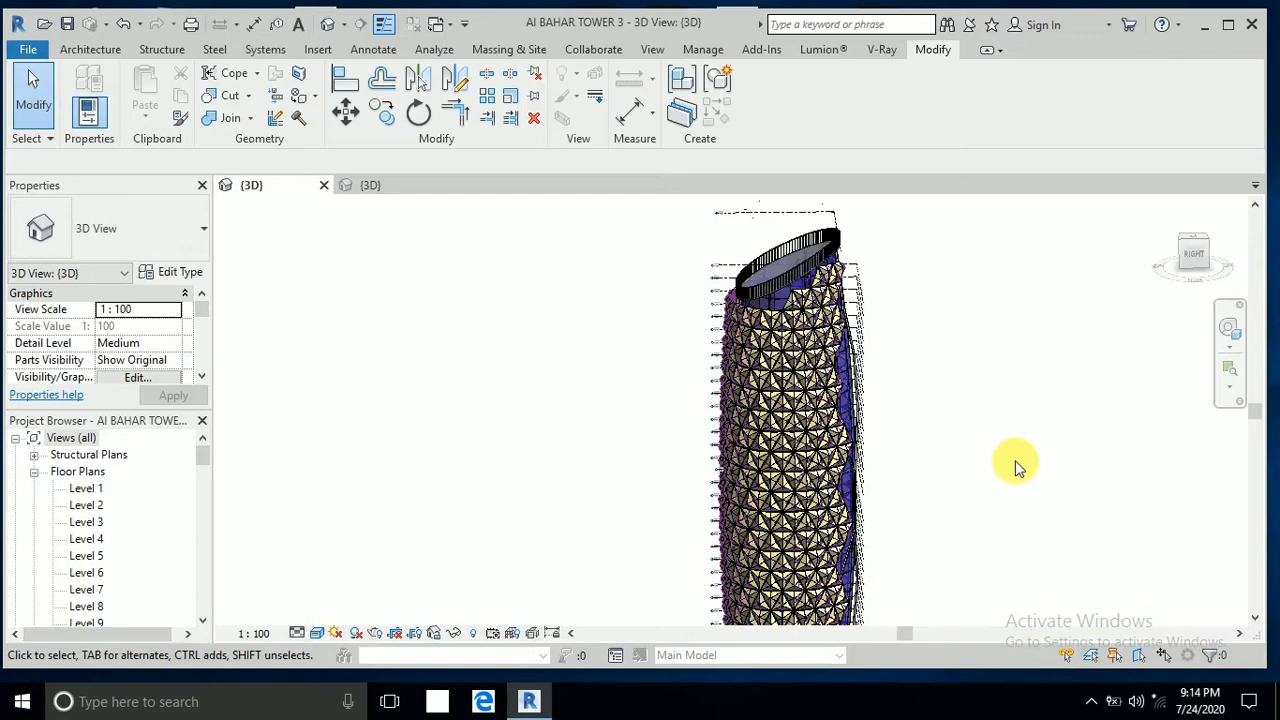 AI BAHAR TOWER 3 - 3D View: {3D}
Type a keyword or phrase
Sign In
File
Architecture
Structure
Steel
Systems
Insert
Annotate
Analyze
Massing & Site
Collaborate
View
Manage
Add-Ins
Lumion®
V-Ray
Modify
Modify
Select
Properties
Paste
Clipboard
Cope
Cut
Join
Geometry
Modify
View
Measure
Create
Properties
{3D}
{3D}
3D View
3D View: {3D}
Edit Type
Graphics
View Scale
1 : 100
Scale Value 1:
100
Detail Level
Medium
Parts Visibility
Show Original
Visibility/Grap...
Edit...
Properties help
Apply
Project Browser - AI BAHAR TOWE...
Views (all)
Structural Plans
Floor Plans
Level 1
Level 2
Level 3
Level 4
Level 5
Level 6
Level 7
Level 8
Level 9
RIGHT
Activate Windows
Go to Settings to activate Windows.
1 : 100
Click to select, TAB for alternates, CTRL adds, SHIFT unselects.
:0
Main Model
:0
Type here to search
9:14 PM
7/24/2020